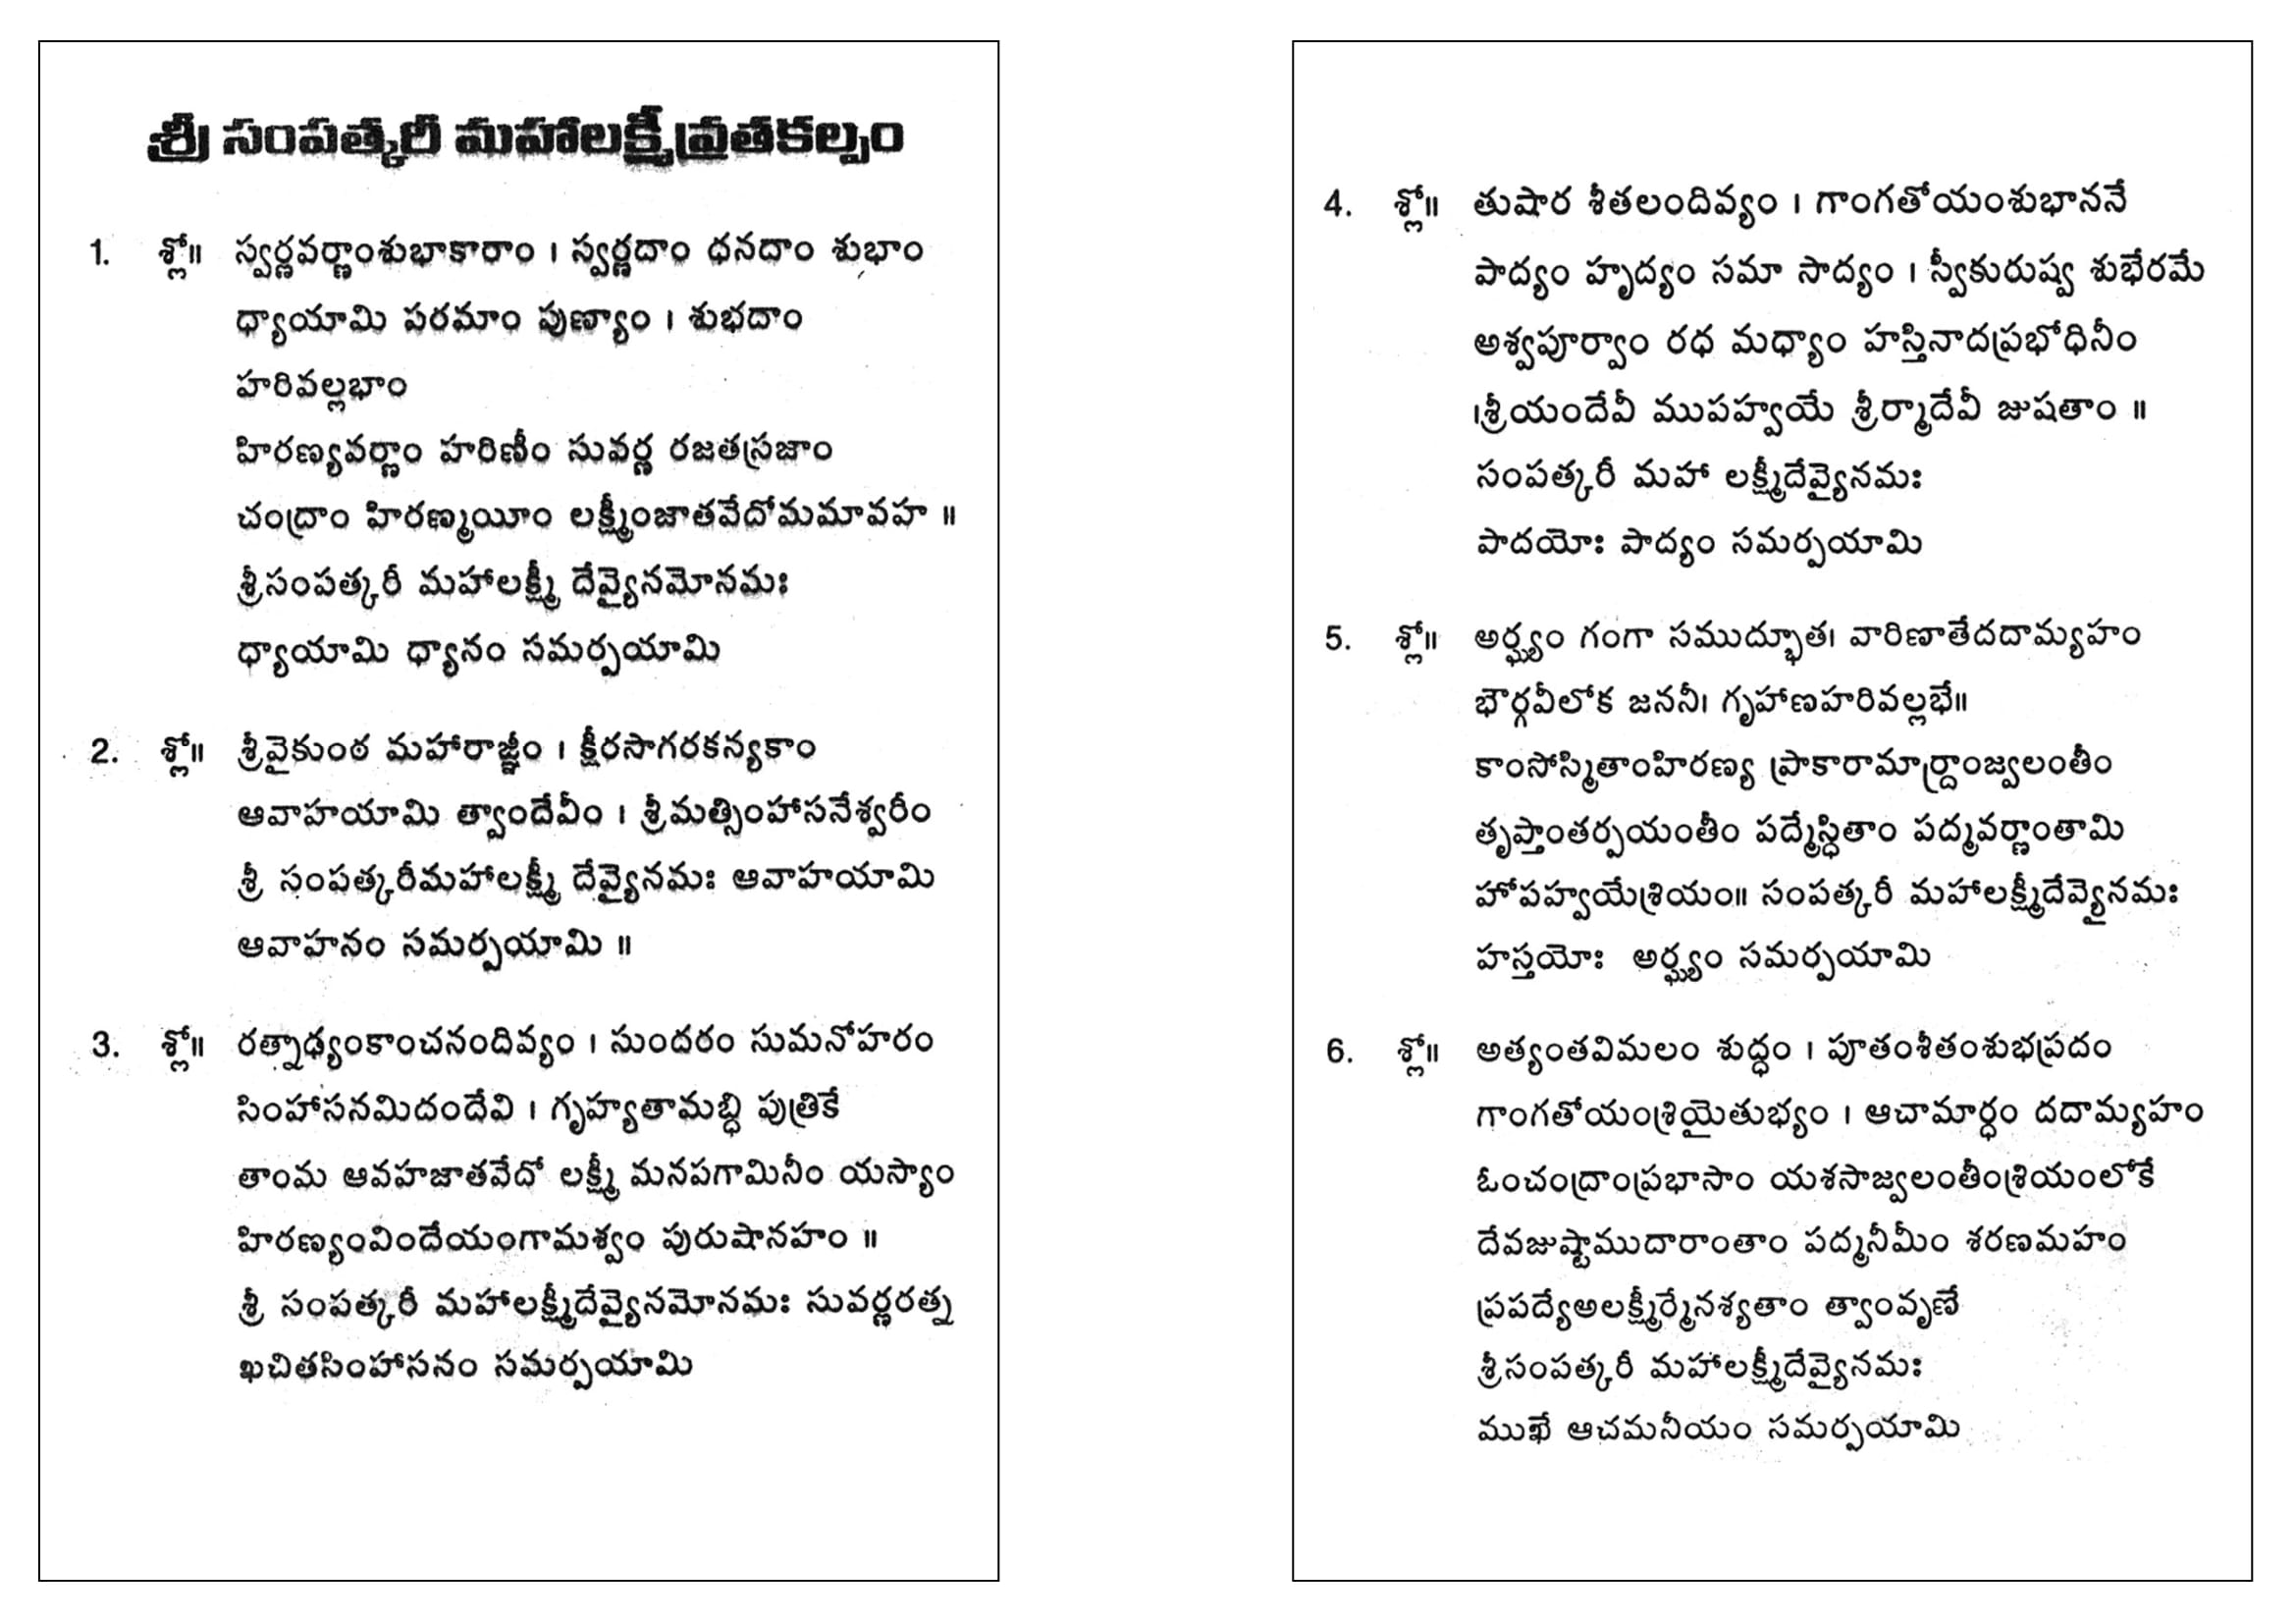 శ్రీ సంపత్కరీ మహాలక్ష్మీవ్రతకల్పం
1. శ్లో॥ స్వర్ణవర్ణాంశుభాకారాం । స్వర్ణదాం ధనదాం శుభాం
ధ్యాయామి పరమాం పుణ్యాం । శుభదాం
హరివల్లభాం
హిరణ్యవర్ణాం హరిణీం సువర్ణ రజతస్రజాం
చంద్రాం హిరణ్మయీం లక్ష్మీంజాతవేదోమమావహ ॥
శ్రీసంపత్కరీ మహాలక్ష్మీ దేవ్యైనమోనమః
ధ్యాయామి ధ్యానం సమర్పయామి
2. శ్లో॥ శ్రీవైకుంఠ మహారాజ్ఞీం । క్షీరసాగరకన్యకాం
ఆవాహయామి త్వాందేవీం । శ్రీమత్సింహాసనేశ్వరీం
శ్రీ సంపత్కరీమహాలక్ష్మీ దేవ్యైనమః ఆవాహయామి
ఆవాహనం సమర్పయామి ॥
3. శ్లో॥ రత్నాఢ్యంకాంచనందివ్యం । సుందరం సుమనోహరం
సింహాసనమిదందేవి । గృహ్యతామబ్ధి పుత్రికే
తాంమ ఆవహజాతవేదో లక్ష్మీ మనపగామినీం యస్యాం
హిరణ్యంవిందేయంగామశ్వం పురుషానహం ॥
శ్రీ సంపత్కరీ మహాలక్ష్మీదేవ్యైనమోనమః సువర్ణరత్న
ఖచితసింహాసనం సమర్పయామి
4. శ్లో॥ తుషార శీతలందివ్యం । గాంగతోయంశుభాననే
పాద్యం హృద్యం సమా సాద్యం । స్వీకురుష్వ శుభేరమే
అశ్వపూర్వాం రధ మధ్యాం హస్తినాదప్రభోధినీం
।శ్రీయందేవీ ముపహ్వయే శ్రీర్మాదేవీ జుషతాం ॥
సంపత్కరీ మహా లక్ష్మీదేవ్యైనమః
పాదయోః పాద్యం సమర్పయామి
5. శ్లో॥ అర్ఘ్యం గంగా సముద్భూత। వారిణాతేదదామ్యహం
భౌర్గవీలోక జననీ। గృహాణహరివల్లభే॥
కాంసోస్మితాంహిరణ్య ప్రాకారామార్ద్రాంజ్వలంతీం
తృప్తాంతర్పయంతీం పద్మేస్థితాం పద్మవర్ణాంతామి
హోపహ్వయేశ్రియం॥ సంపత్కరీ మహాలక్ష్మీదేవ్యైనమః
హస్తయోః అర్ఘ్యం సమర్పయామి
6. శ్లో॥ అత్యంతవిమలం శుద్ధం । పూతంశీతంశుభప్రదం
గాంగతోయంశ్రియైతుభ్యం । ఆచామార్ధం దదామ్యహం
ఓంచంద్రాంప్రభాసాం యశసాజ్వలంతీంశ్రియంలోకే
దేవజుష్టాముదారాంతాం పద్మనీమీం శరణమహం
ప్రపద్యేఅలక్ష్మీర్మేనశ్యతాం త్వాంవృణే
శ్రీసంపత్కరీ మహాలక్ష్మీదేవ్యైనమః
ముఖే ఆచమనీయం సమర్పయామి